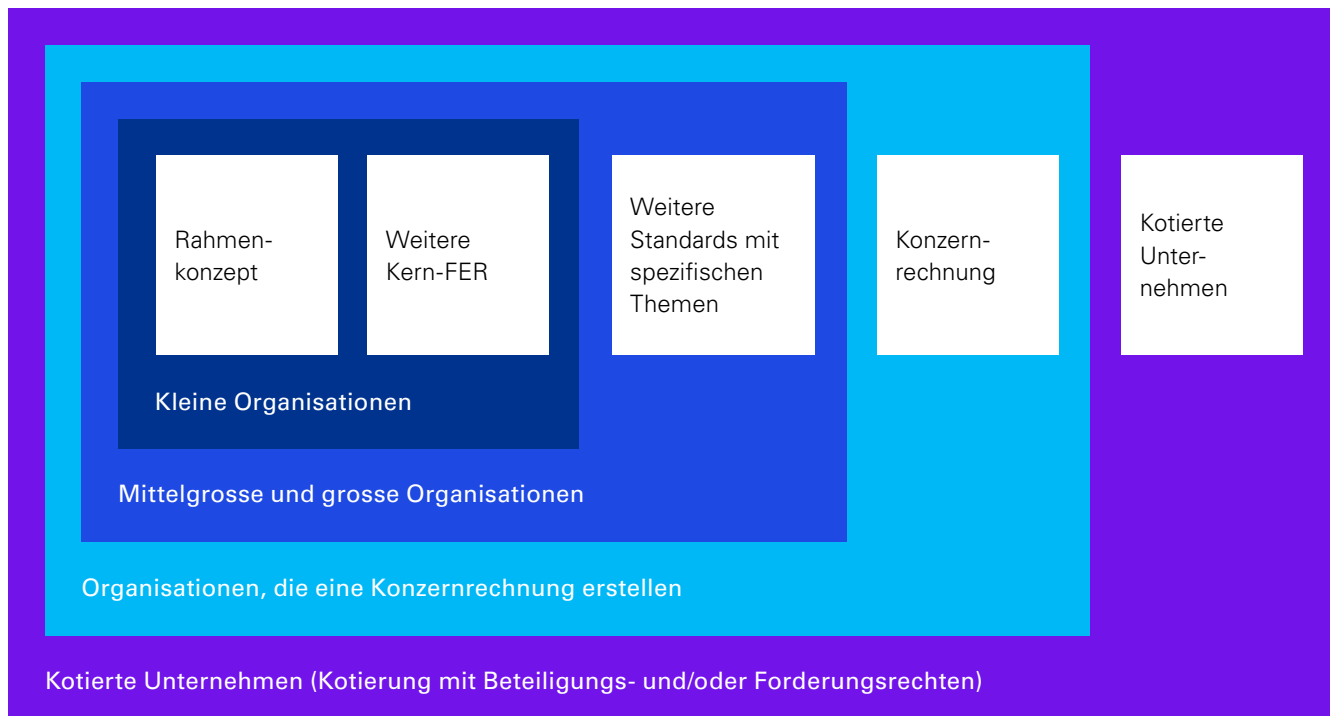 Rahmen-
konzept
Weitere
Kern-FER
Weitere
Standards mit
spezifischen
Themen
Konzern-
rechnung
Kotierte
Unter-
nehmen
Kleine Organisationen
Mittelgrosse und grosse Organisationen
Organisationen, die eine Konzernrechnung erstellen
Kotierte Unternehmen (Kotierung mit Beteiligungs- und/oder Forderungsrechten)